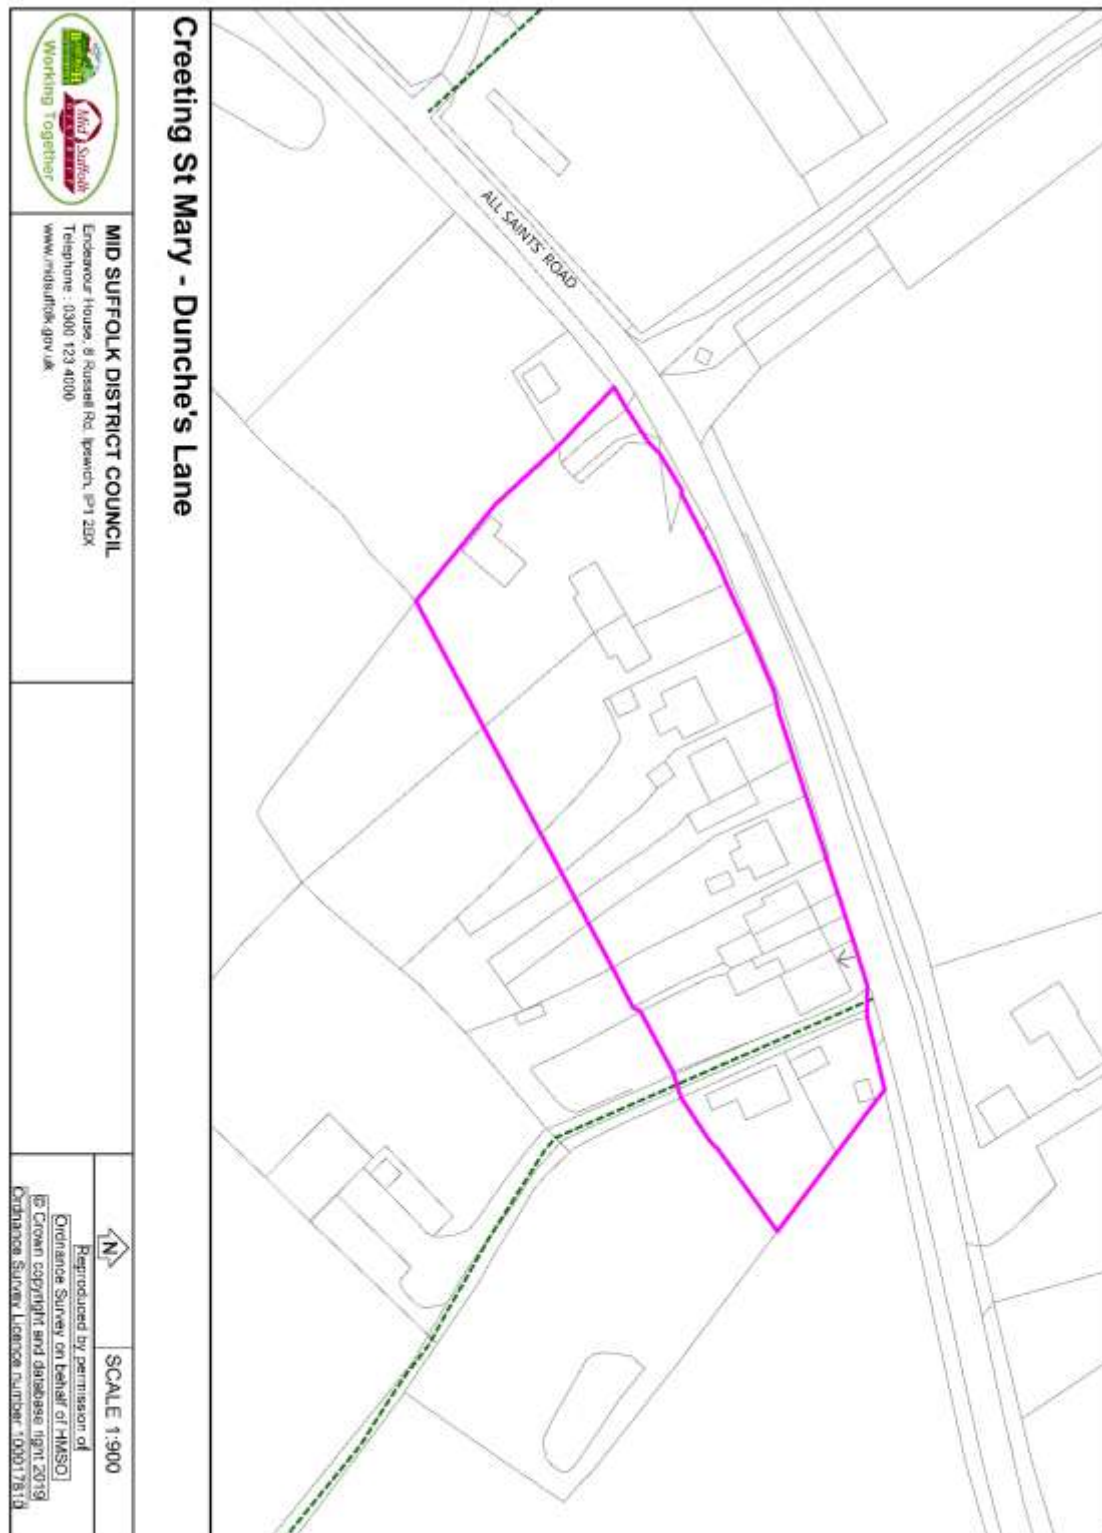 Creeting St Mary - Dunche's Lane
ALL SAINTS' ROAD
Mid Suffolk
DISTRICT
Working Together
MID SUFFOLK DISTRICT COUNCIL
Endeavour House, 8 Russell Rd, Ipswich, IP1 2BX
Telephone : 0300 123 4000
www.midsuffolk.gov.uk
N
SCALE 1:900
Reproduced by permission of
Ordnance Survey on behalf of HMSO
© Crown copyright and database right 2019
Ordnance Survey Licence number 100017810